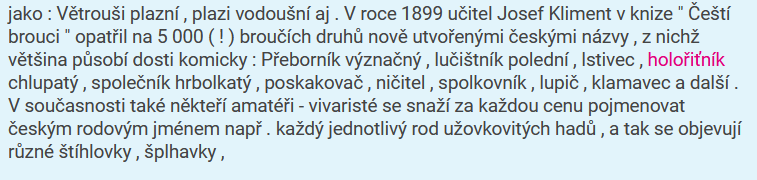 jako : Větrouši plazní , plazi vodoušní aj . V roce 1899 učitel Josef Kliment v knize " Čeští
brouci " opatřil na 5 000 ( ! ) broučích druhů nově utvořenými českými názvy , z nichž
většina působí dosti komicky : Přeborník význačný , lučištník polední , lstivec , holořiťník
chlupatý , společník hrbolkatý , poskakovač , ničitel , spolkovník , lupič , klamavec a další .
V současnosti také někteří amatéři - vivaristé se snaží za každou cenu pojmenovat
českým rodovým jménem např . každý jednotlivý rod užovkovitých hadů , a tak se objevují
různé štíhlovky , šplhavky ,